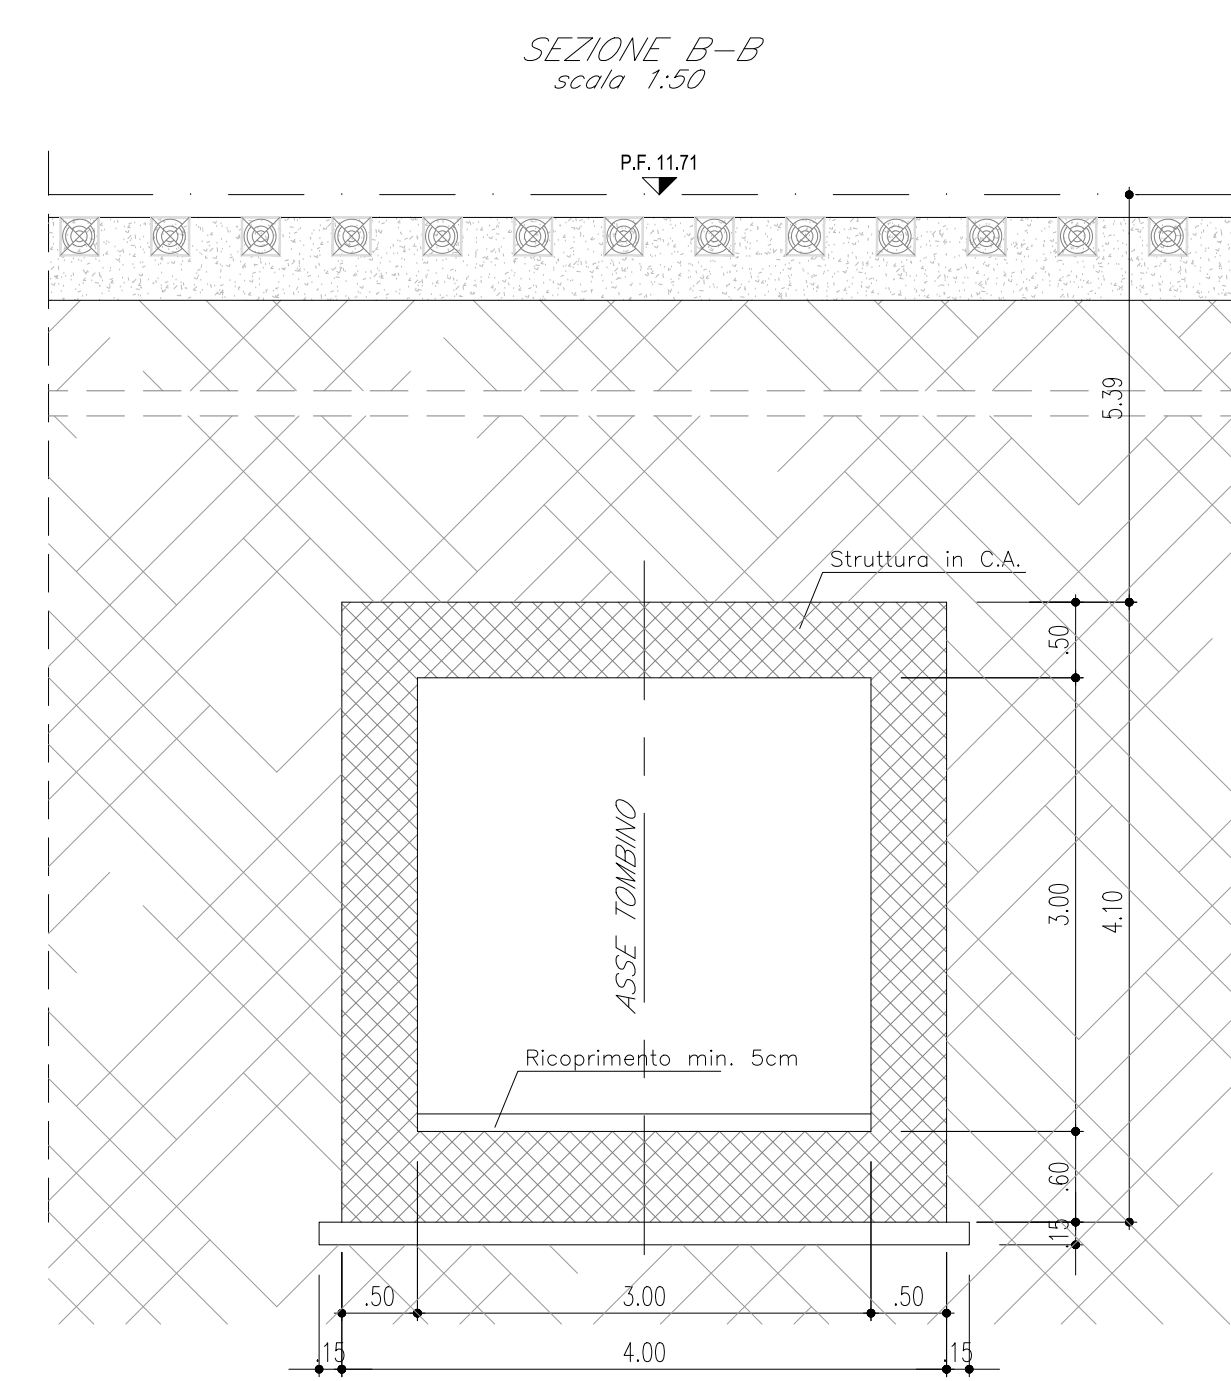 SEZIONE B-B
scala 1:50
P.F. 11.71
5.39
Struttura in C.A.
.50
3.00
4.10
ASSE TOMBINO
Ricoprimento min. 5cm
.60
.15
.50
3.00
.50
.15
4.00
.15